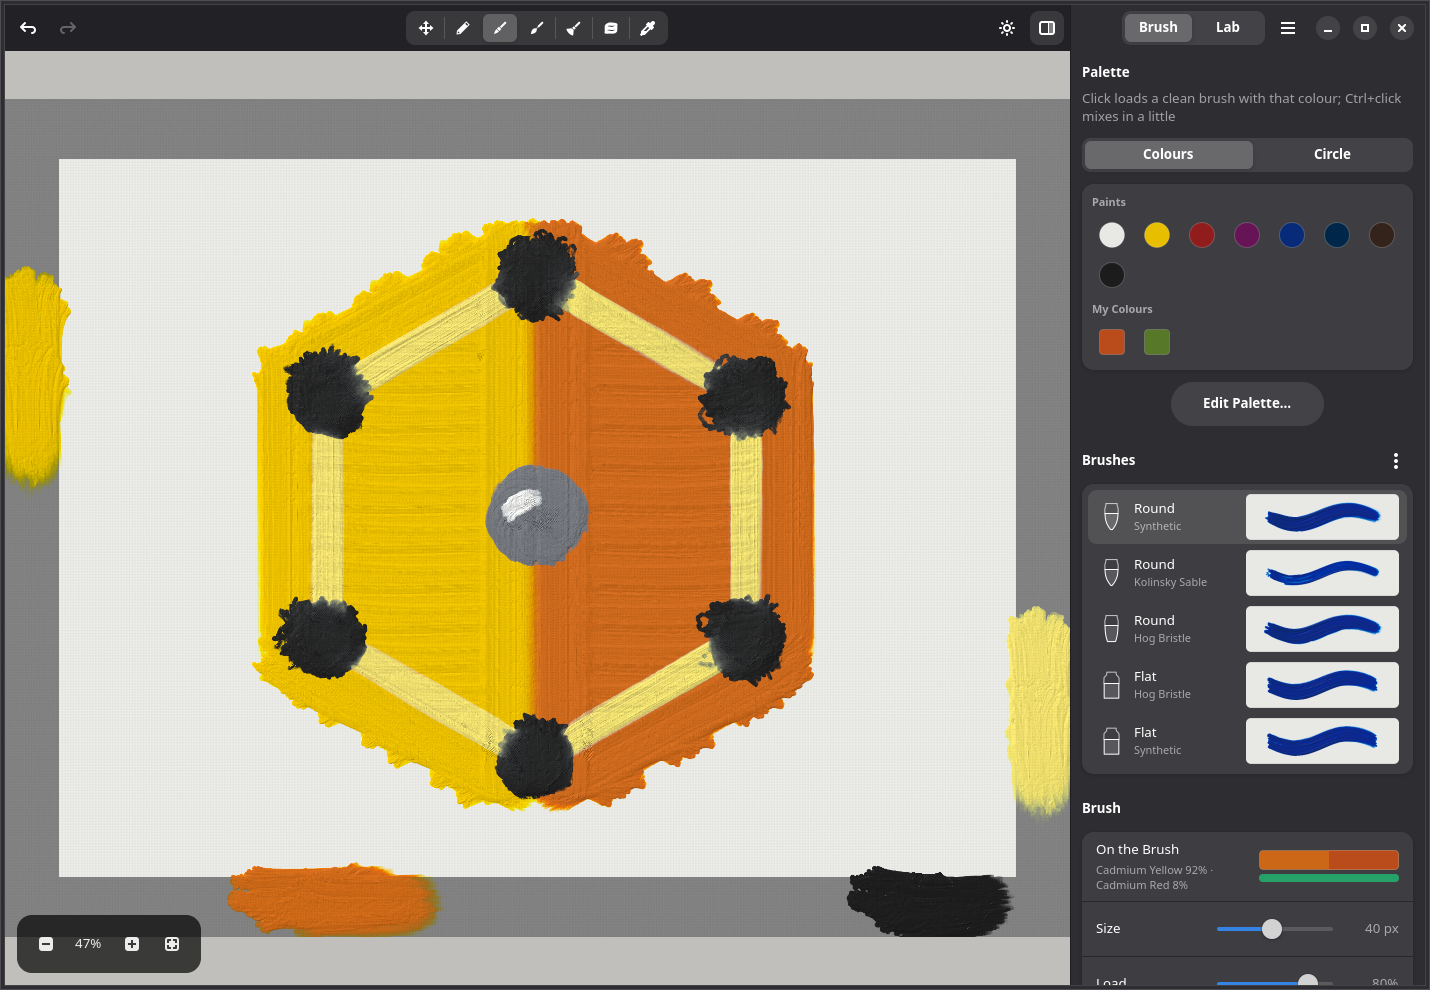 Brush
Lab
Palette
Click loads a clean brush with that colour; Ctrl+click
mixes in a little
Colours
Circle
Paints
My Colours
Edit Palette...
Brushes
Round
Synthetic
Round
Kolinsky Sable
Round
Hog Bristle
Flat
Hog Bristle
Flat
Synthetic
Brush
On the Brush
Cadmium Yellow 92% ·
Cadmium Red 8%
Size
40 px
Load
80%
47%